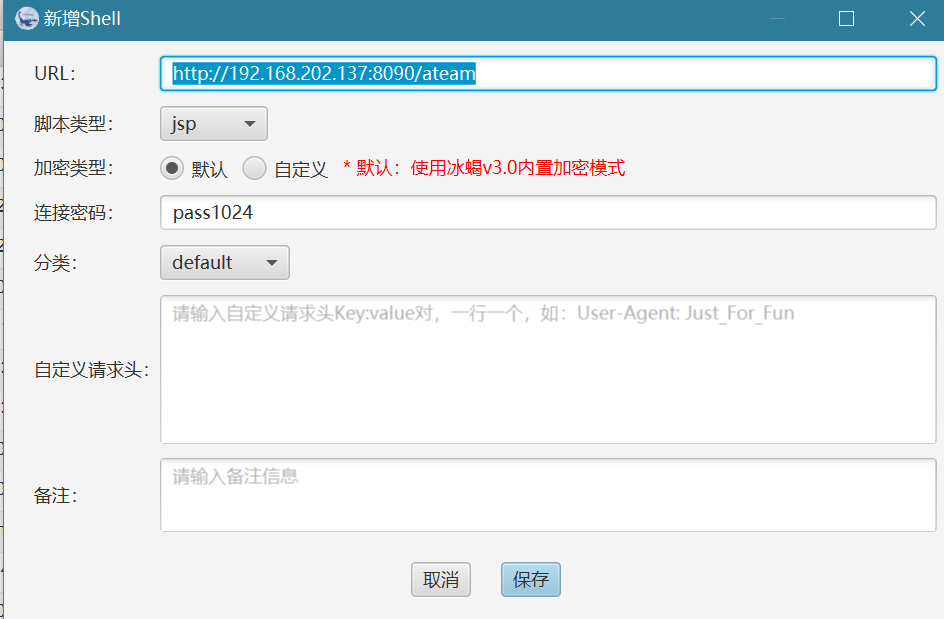 新增Shell
URL：
http://192.168.202.137:8090/ateam
脚本类型：
jsp
加密类型：
默认
自定义
* 默认：使用冰蝎v3.0内置加密模式
连接密码：
pass1024
分类：
default
自定义请求头：
请输入自定义请求头Key:value对，一行一个，如：User-Agent: Just_For_Fun
备注：
请输入备注信息
取消
保存